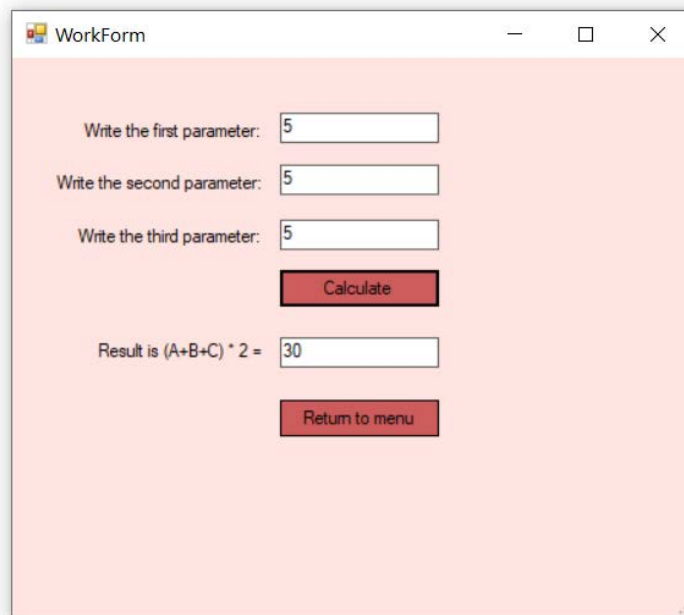 WorkForm
Write the first parameter: 5
Write the second parameter: 5
Write the third parameter: 5
Calculate
Result is (A+B+C) * 2 = 30
Return to menu